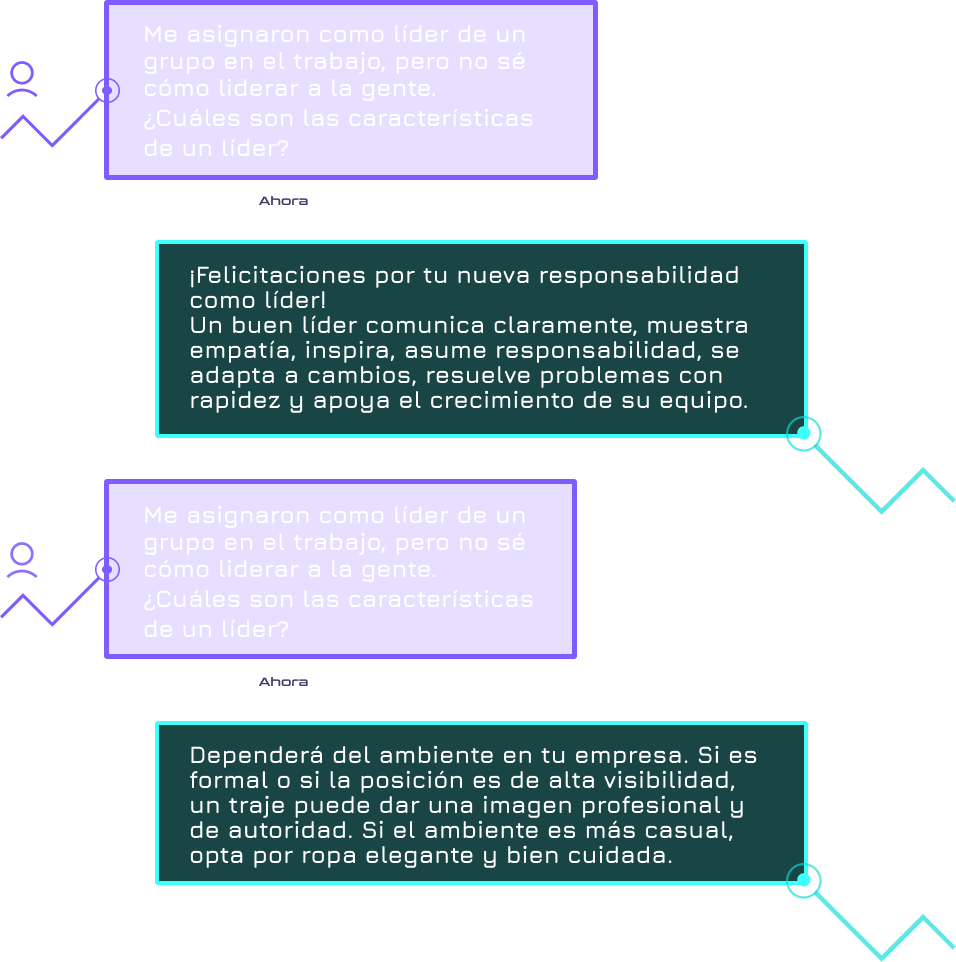 Me asignaron como líder de un
grupo en el trabajo, pero no sé
cómo liderar a la gente.
¿Cuáles son las características
de un líder?
Ahora
¡Felicitaciones por tu nueva responsabilidad
como líder!
Un buen líder comunica claramente, muestra
empatía, inspira, asume responsabilidad, se
adapta a cambios, resuelve problemas con
rapidez y apoya el crecimiento de su equipo.
Me asignaron como líder de un
grupo en el trabajo, pero no sé
cómo liderar a la gente.
¿Cuáles son las características
de un líder?
Ahora
Dependerá del ambiente en tu empresa. Si es
formal o si la posición es de alta visibilidad,
un traje puede dar una imagen profesional y
de autoridad. Si el ambiente es más casual,
opta por ropa elegante y bien cuidada.